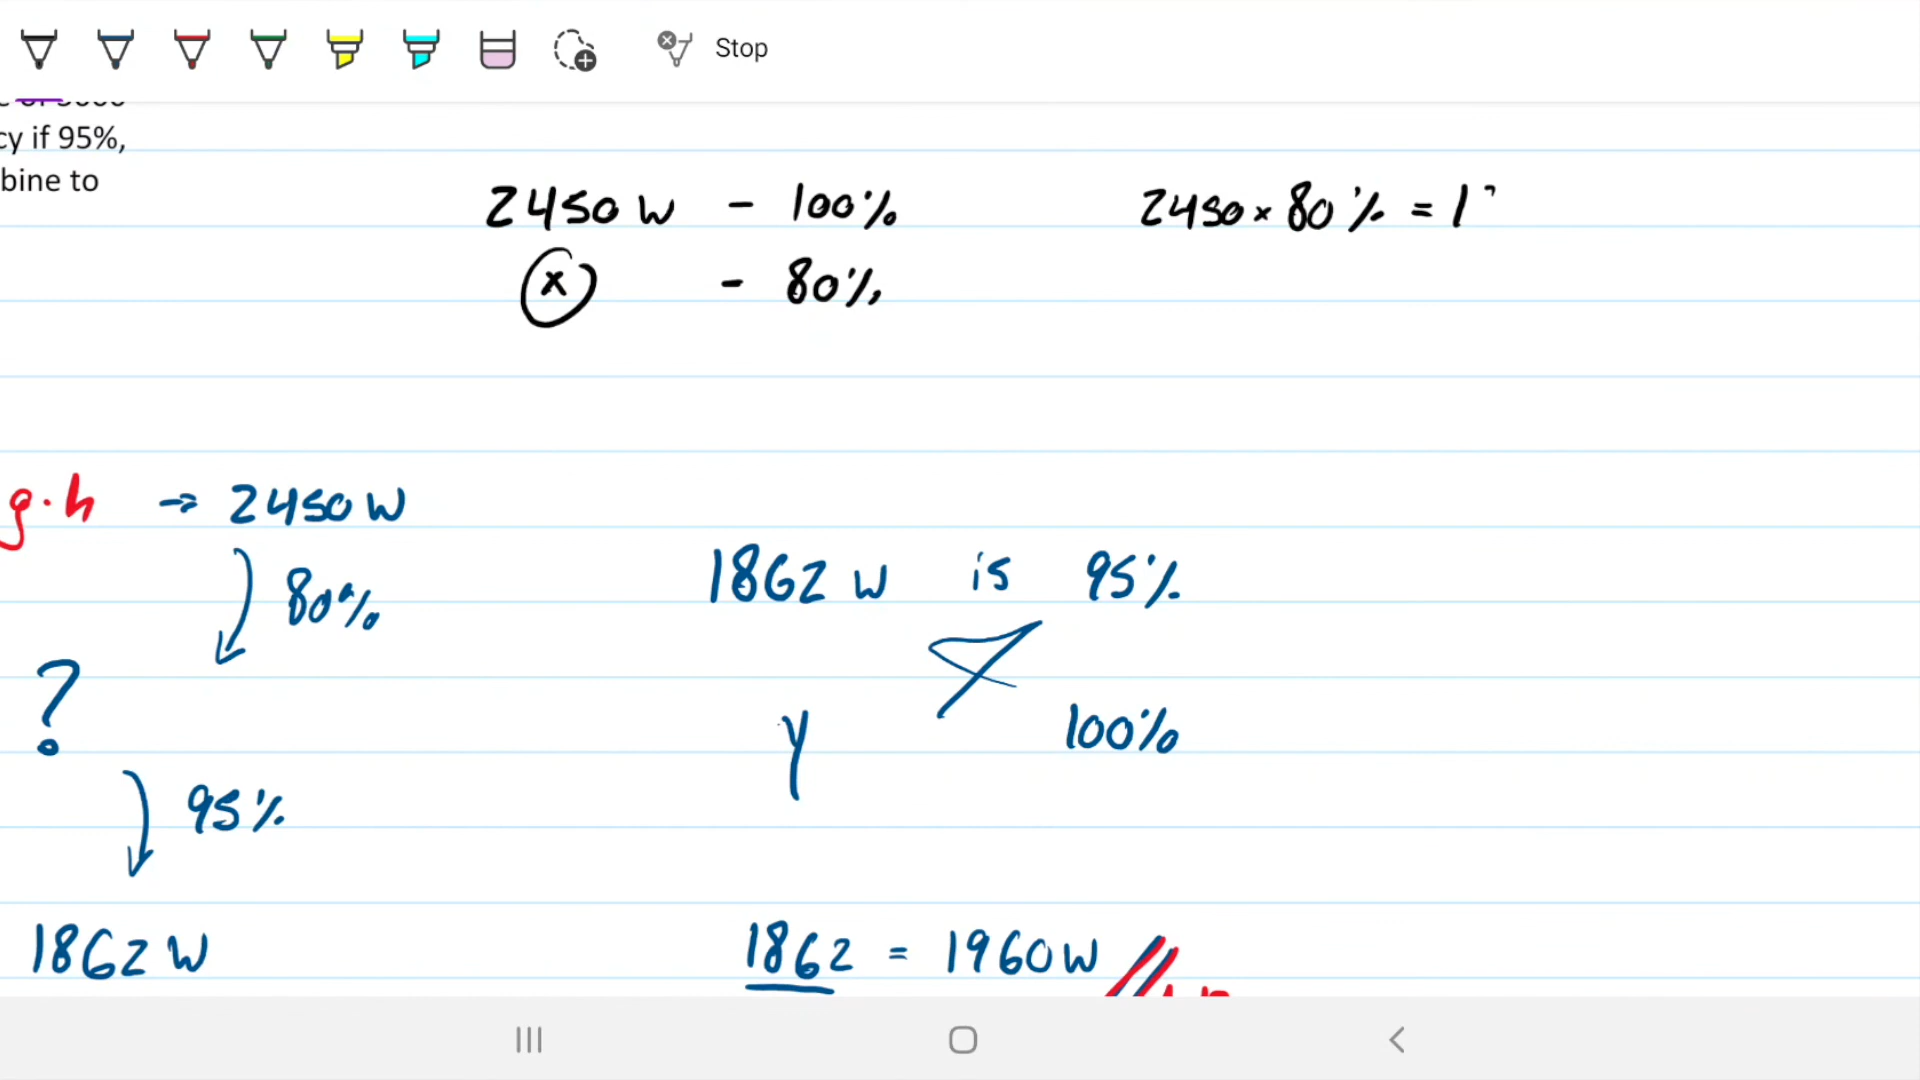 Stop
cy if 95%,
bine to
2450 W - 100%
x - 80%
2450 × 80% = 1
g·h → 2450 W
80%
?
95%
1862 W
1862 W is 95%
y 100%
1862 = 1960 W